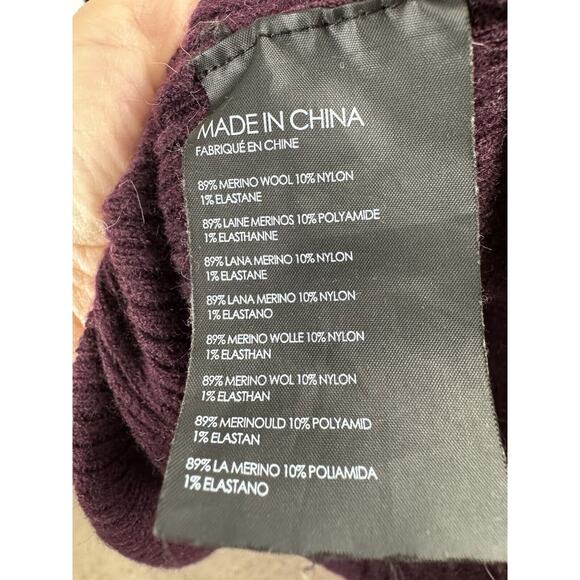 MADE IN CHINA
FABRIQUÉ EN CHINE
89% MERINO WOOL 10% NYLON
1% ELASTANE
89% LAINE MERINOS 10% POLYAMIDE
1% ELASTHANNE
89% LANA MERINO 10% NYLON
1% ELASTANE
89% LANA MERINO 10% NYLON
1% ELASTANO
89% MERINO WOLLE 10% NYLON
1% ELASTHAN
89% MERINO WOL 10% NYLON
1% ELASTHAN
89% MERINOULD 10% POLYAMID
1% ELASTAN
89% LA MERINO 10% POLIAMIDA
1% ELASTANO